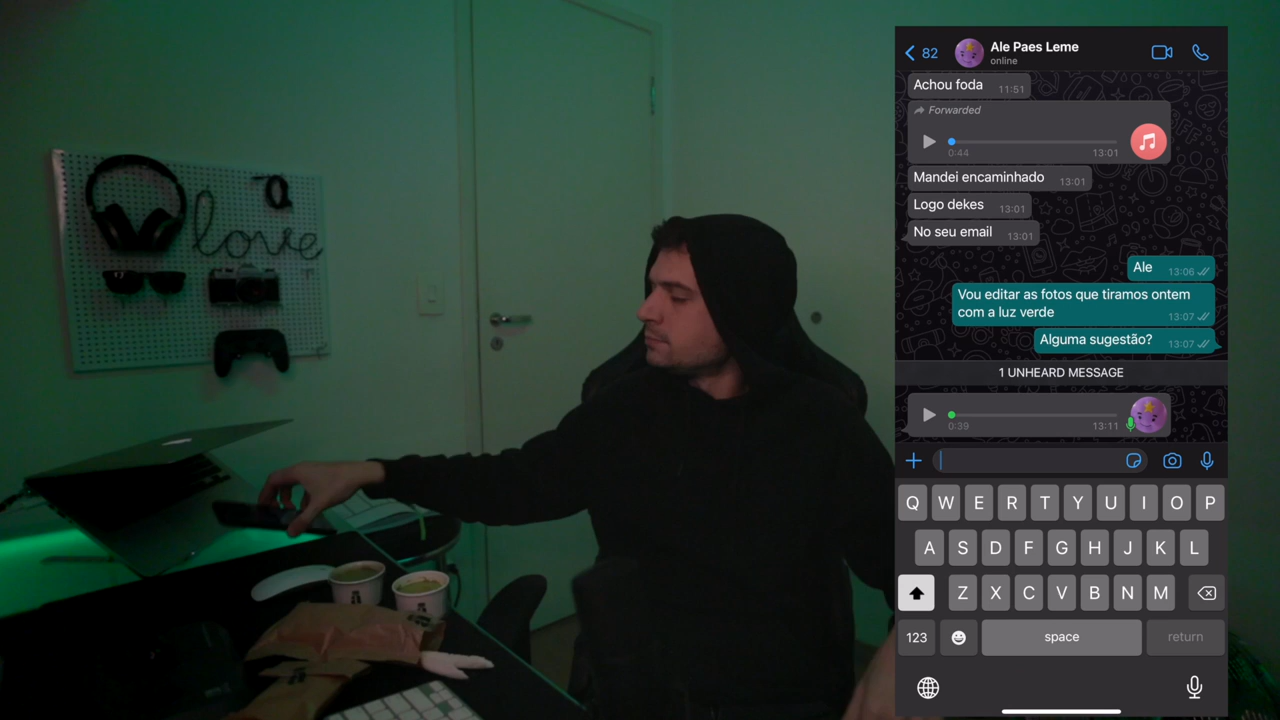 love
82
Ale Paes Leme
online
Achou foda 11:51
Forwarded
0:44 13:01
Mandei encaminhado 13:01
Logo dekes 13:01
No seu email 13:01
Ale 13:06
Vou editar as fotos que tiramos ontem
com a luz verde 13:07
Alguma sugestão? 13:07
1 UNHEARD MESSAGE
0:39 13:11
Q W E R T Y U I O P
A S D F G H J K L
Z X C V B N M
123 space return